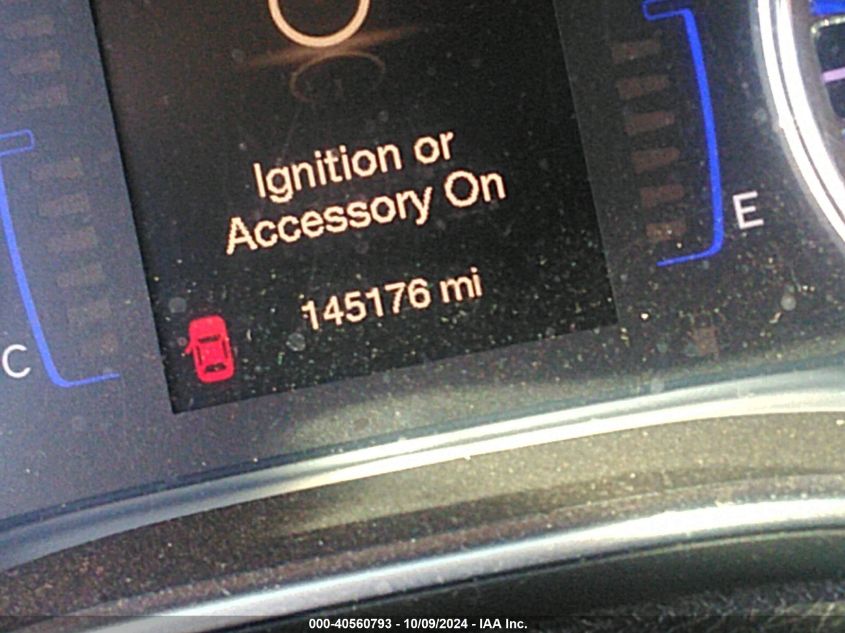 Ignition or
Accessory On
E
145176 mi
C
000-40560793 - 10/09/2024 - IAA Inc.